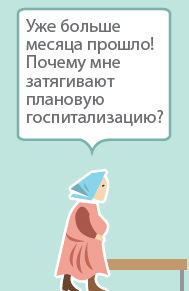 Уже больше
месяца прошло!
Почему мне
затягивают
плановую
госпитализацию?